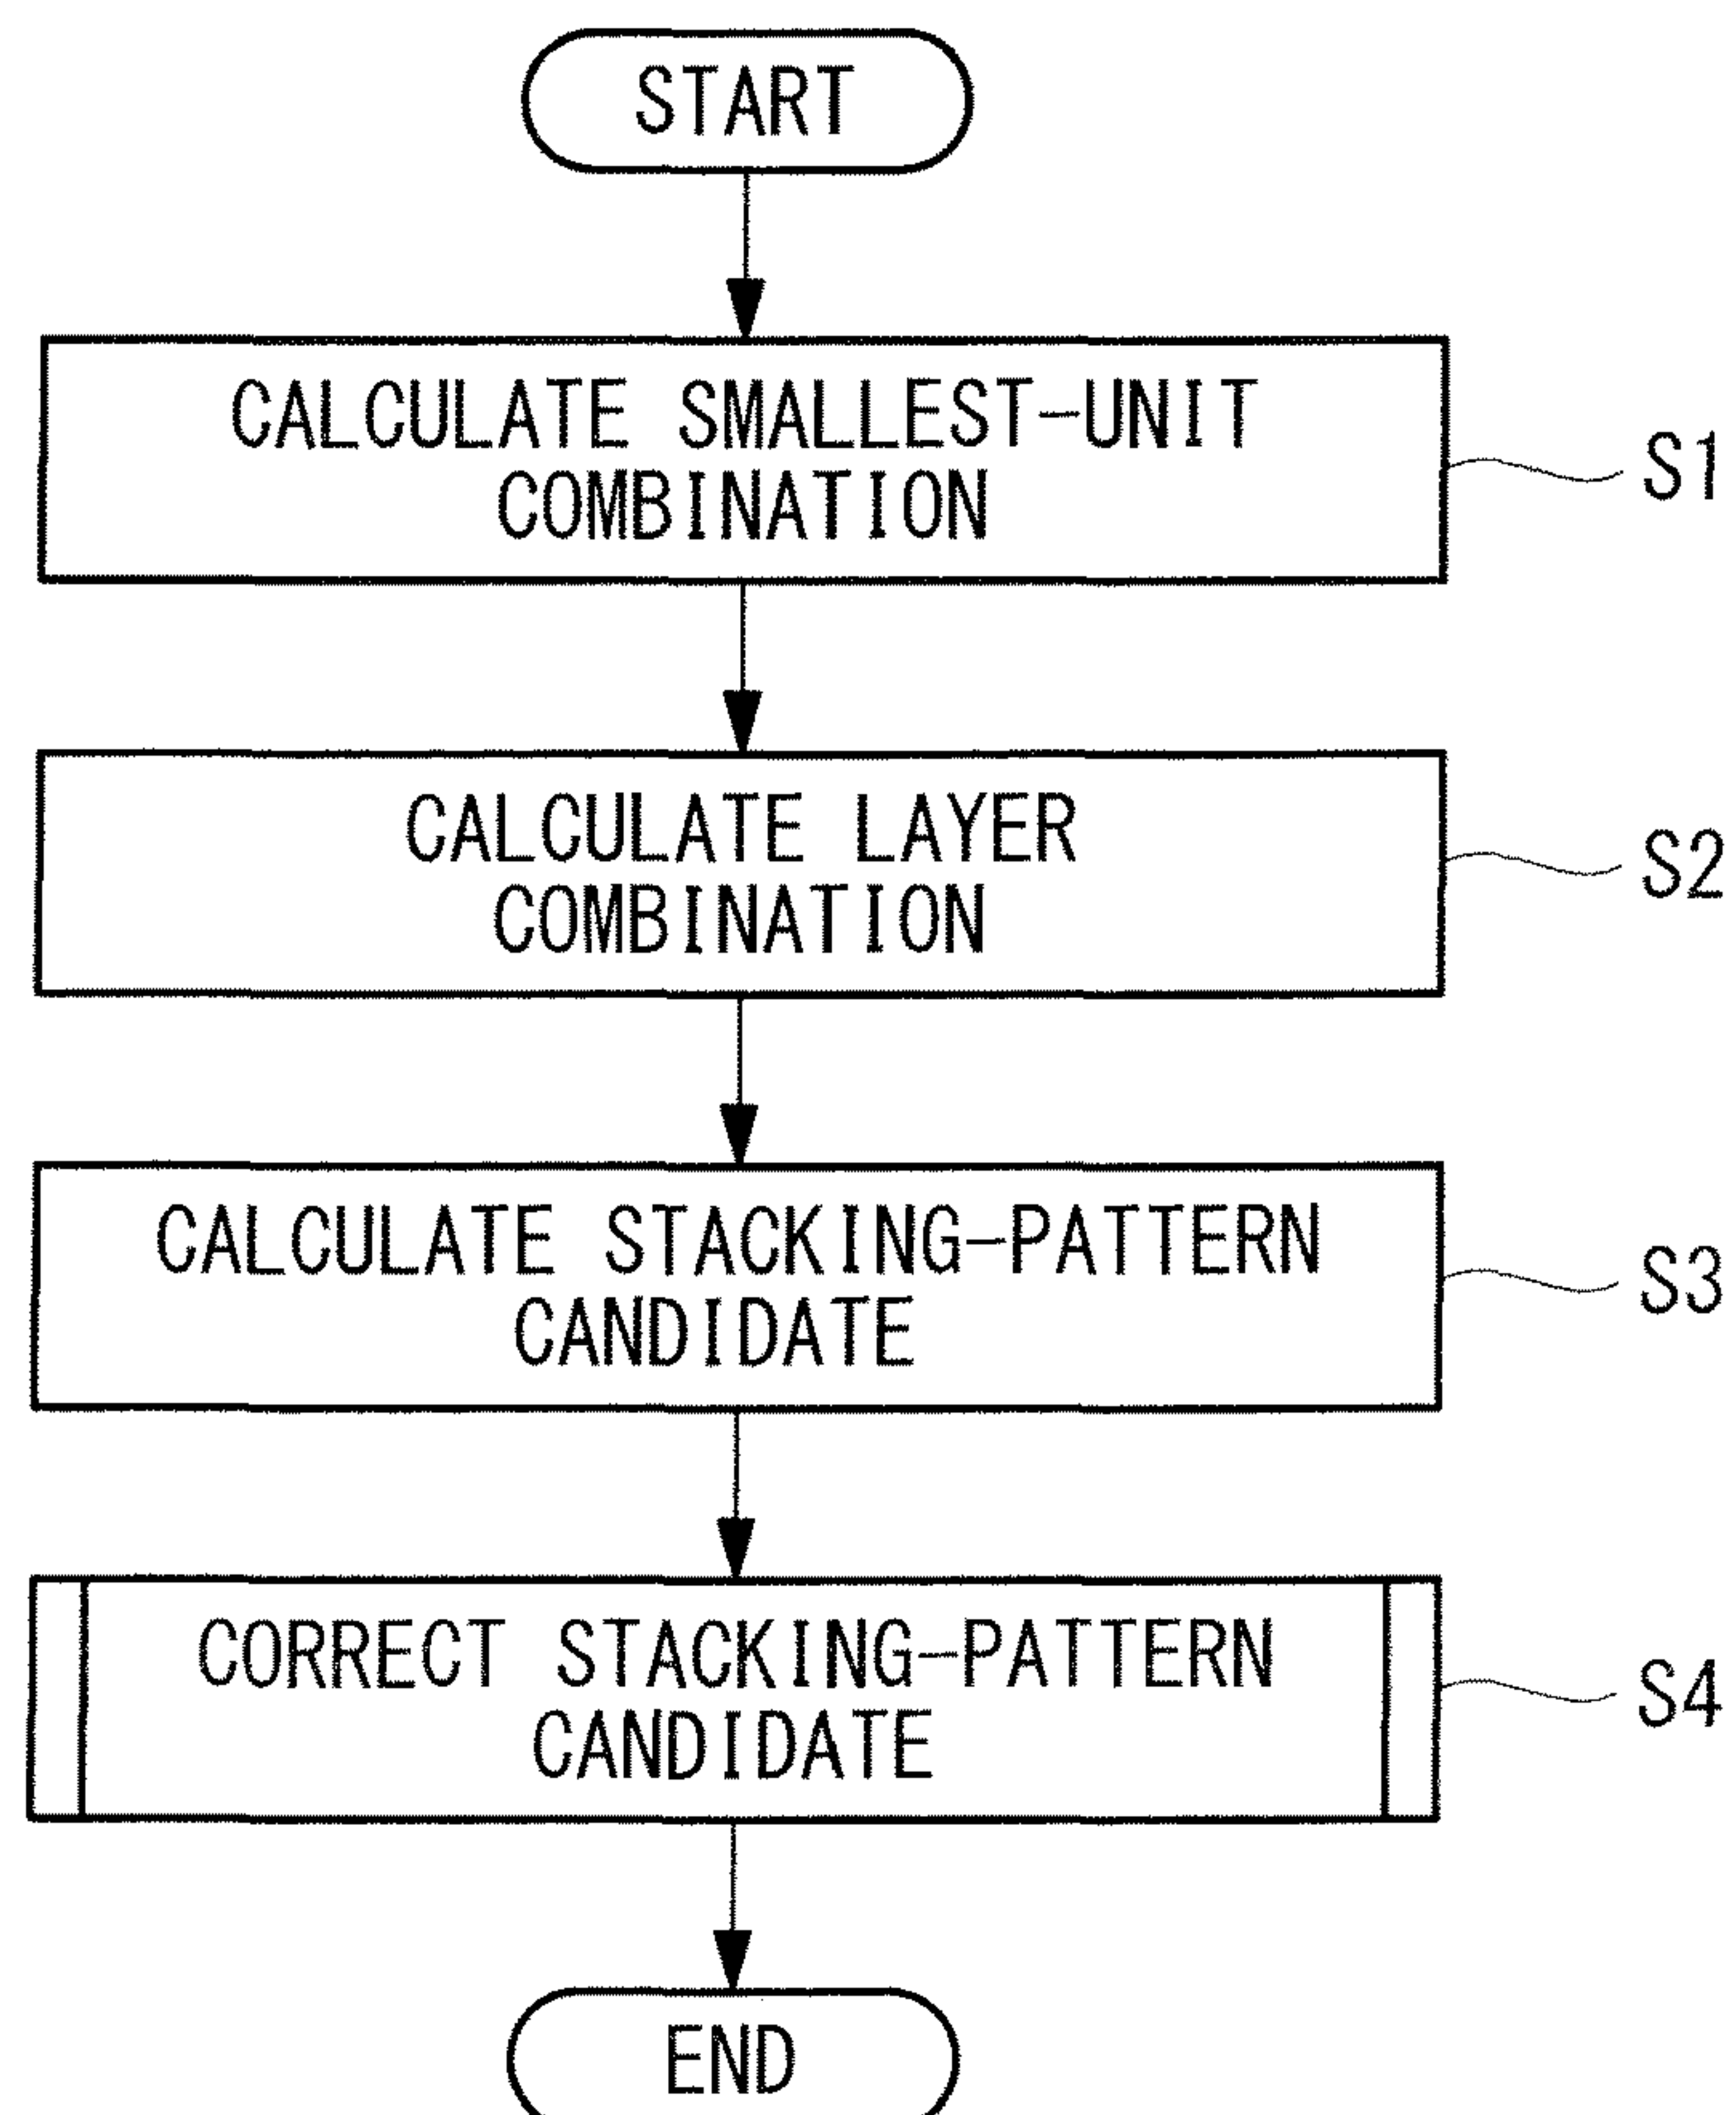 START
CALCULATE SMALLEST-UNIT
COMBINATION
S1
CALCULATE LAYER
COMBINATION
S2
CALCULATE STACKING-PATTERN
CANDIDATE
S3
CORRECT STACKING-PATTERN
CANDIDATE
S4
END